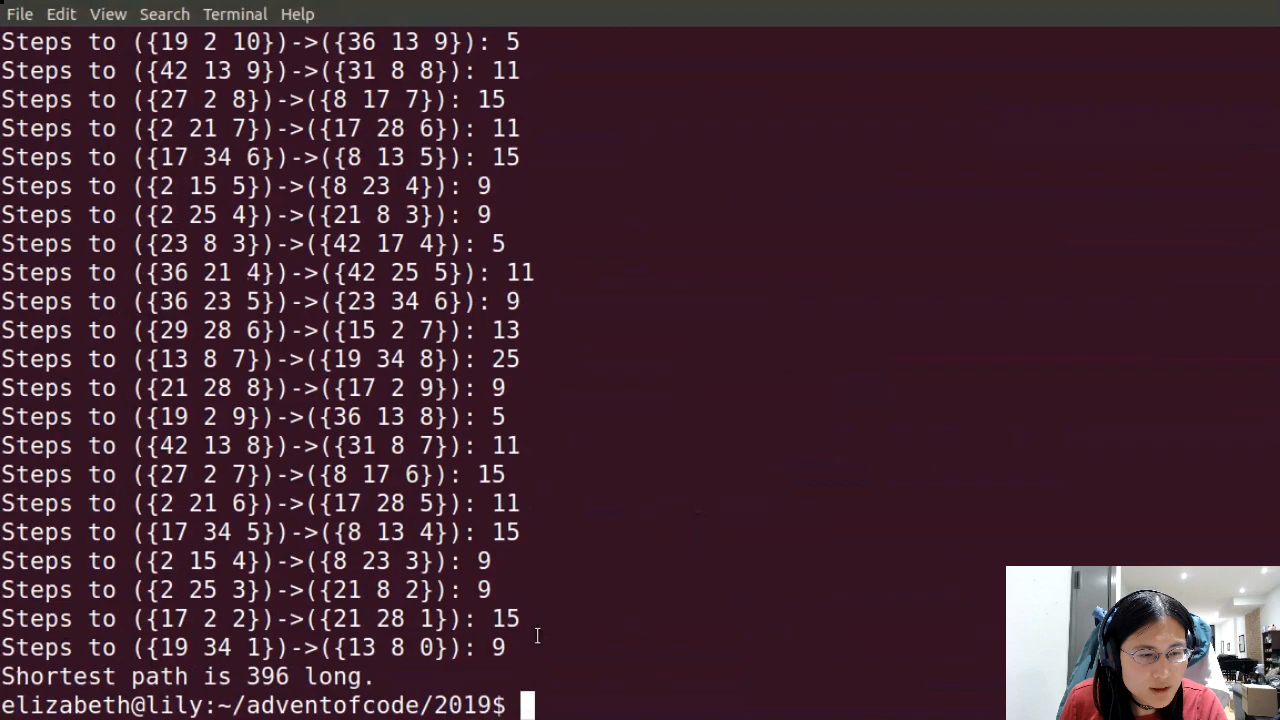 File Edit View Search Terminal Help
Steps to ({19 2 10})->({36 13 9}): 5
Steps to ({42 13 9})->({31 8 8}): 11
Steps to ({27 2 8})->({8 17 7}): 15
Steps to ({2 21 7})->({17 28 6}): 11
Steps to ({17 34 6})->({8 13 5}): 15
Steps to ({2 15 5})->({8 23 4}): 9
Steps to ({2 25 4})->({21 8 3}): 9
Steps to ({23 8 3})->({42 17 4}): 5
Steps to ({36 21 4})->({42 25 5}): 11
Steps to ({36 23 5})->({23 34 6}): 9
Steps to ({29 28 6})->({15 2 7}): 13
Steps to ({13 8 7})->({19 34 8}): 25
Steps to ({21 28 8})->({17 2 9}): 9
Steps to ({19 2 9})->({36 13 8}): 5
Steps to ({42 13 8})->({31 8 7}): 11
Steps to ({27 2 7})->({8 17 6}): 15
Steps to ({2 21 6})->({17 28 5}): 11
Steps to ({17 34 5})->({8 13 4}): 15
Steps to ({2 15 4})->({8 23 3}): 9
Steps to ({2 25 3})->({21 8 2}): 9
Steps to ({17 2 2})->({21 28 1}): 15
Steps to ({19 34 1})->({13 8 0}): 9
Shortest path is 396 long.
elizabeth@lily:~/adventofcode/2019$